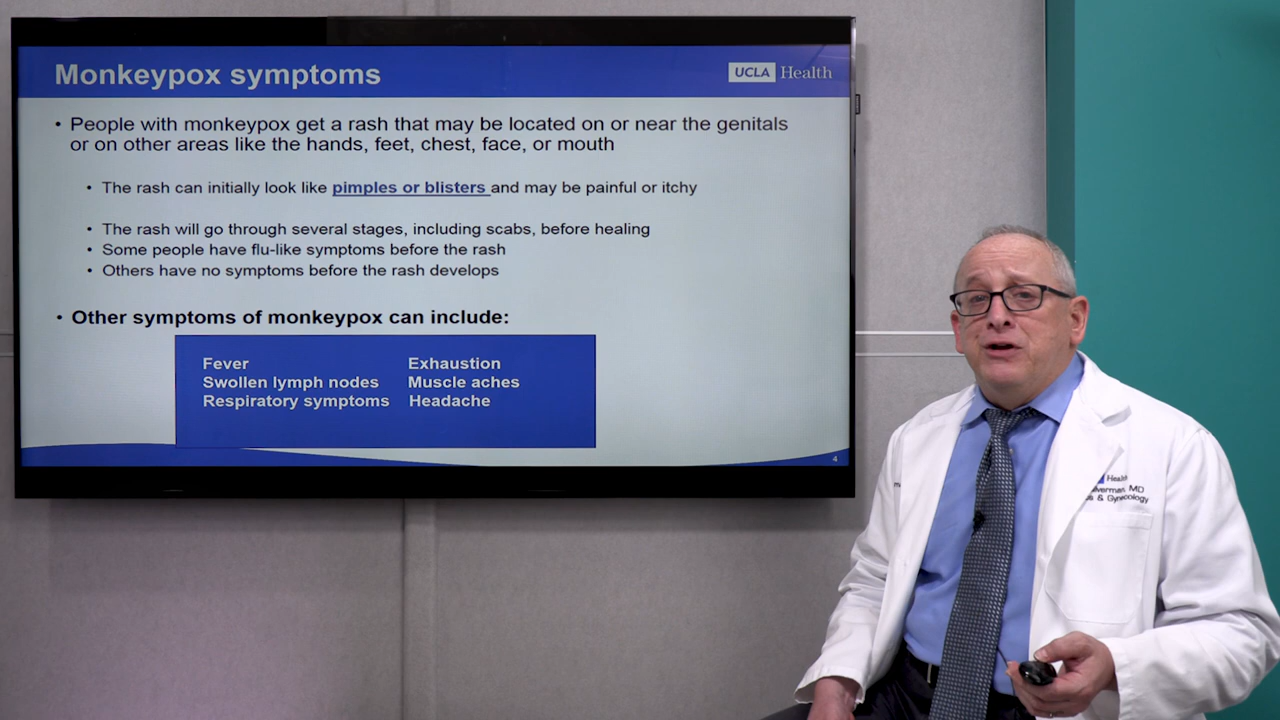 Monkeypox symptoms
UCLA Health
• People with monkeypox get a rash that may be located on or near the genitals
or on other areas like the hands, feet, chest, face, or mouth
• The rash can initially look like pimples or blisters and may be painful or itchy
• The rash will go through several stages, including scabs, before healing
• Some people have flu-like symptoms before the rash
• Others have no symptoms before the rash develops
• Other symptoms of monkeypox can include:
Fever Exhaustion
Swollen lymph nodes Muscle aches
Respiratory symptoms Headache
4
Health
MD
& Gynecology